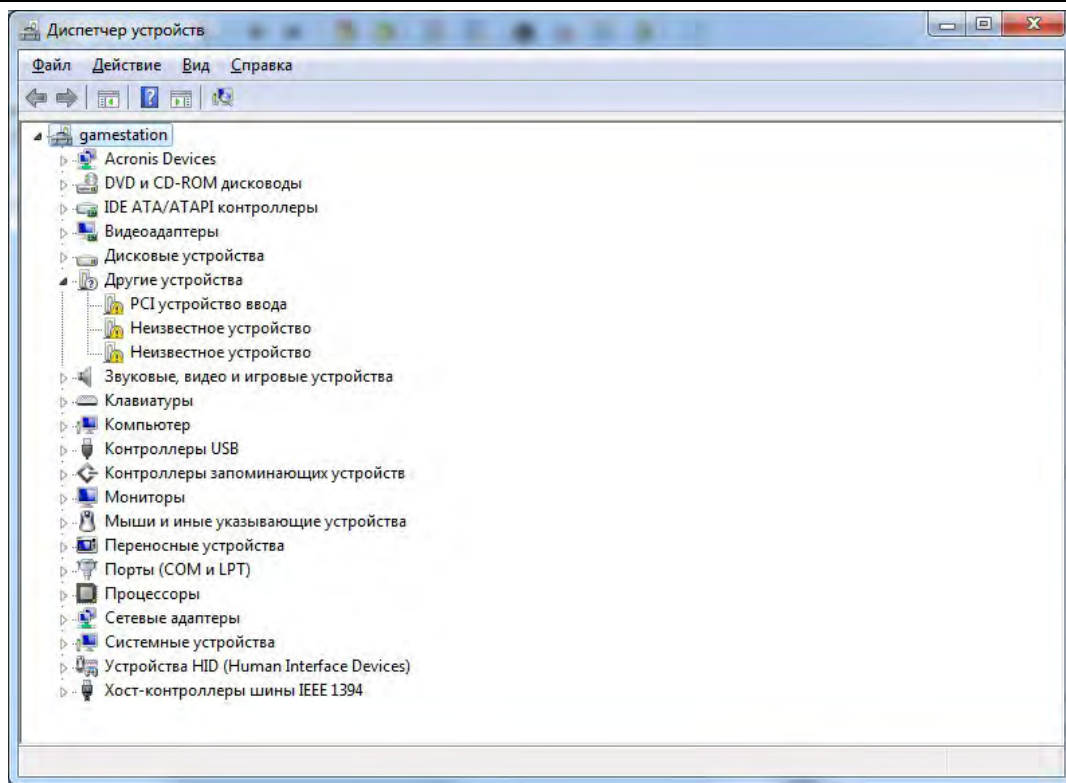 Диспетчер устройств
Файл Действие Вид Справка
gamestation
Acronis Devices
DVD и CD-ROM дисководы
IDE ATA/ATAPI контроллеры
Видеоадаптеры
Дисковые устройства
Другие устройства
PCI устройство ввода
Неизвестное устройство
Неизвестное устройство
Звуковые, видео и игровые устройства
Клавиатуры
Компьютер
Контроллеры USB
Контроллеры запоминающих устройств
Мониторы
Мыши и иные указывающие устройства
Переносные устройства
Порты (COM и LPT)
Процессоры
Сетевые адаптеры
Системные устройства
Устройства HID (Human Interface Devices)
Хост-контроллеры шины IEEE 1394